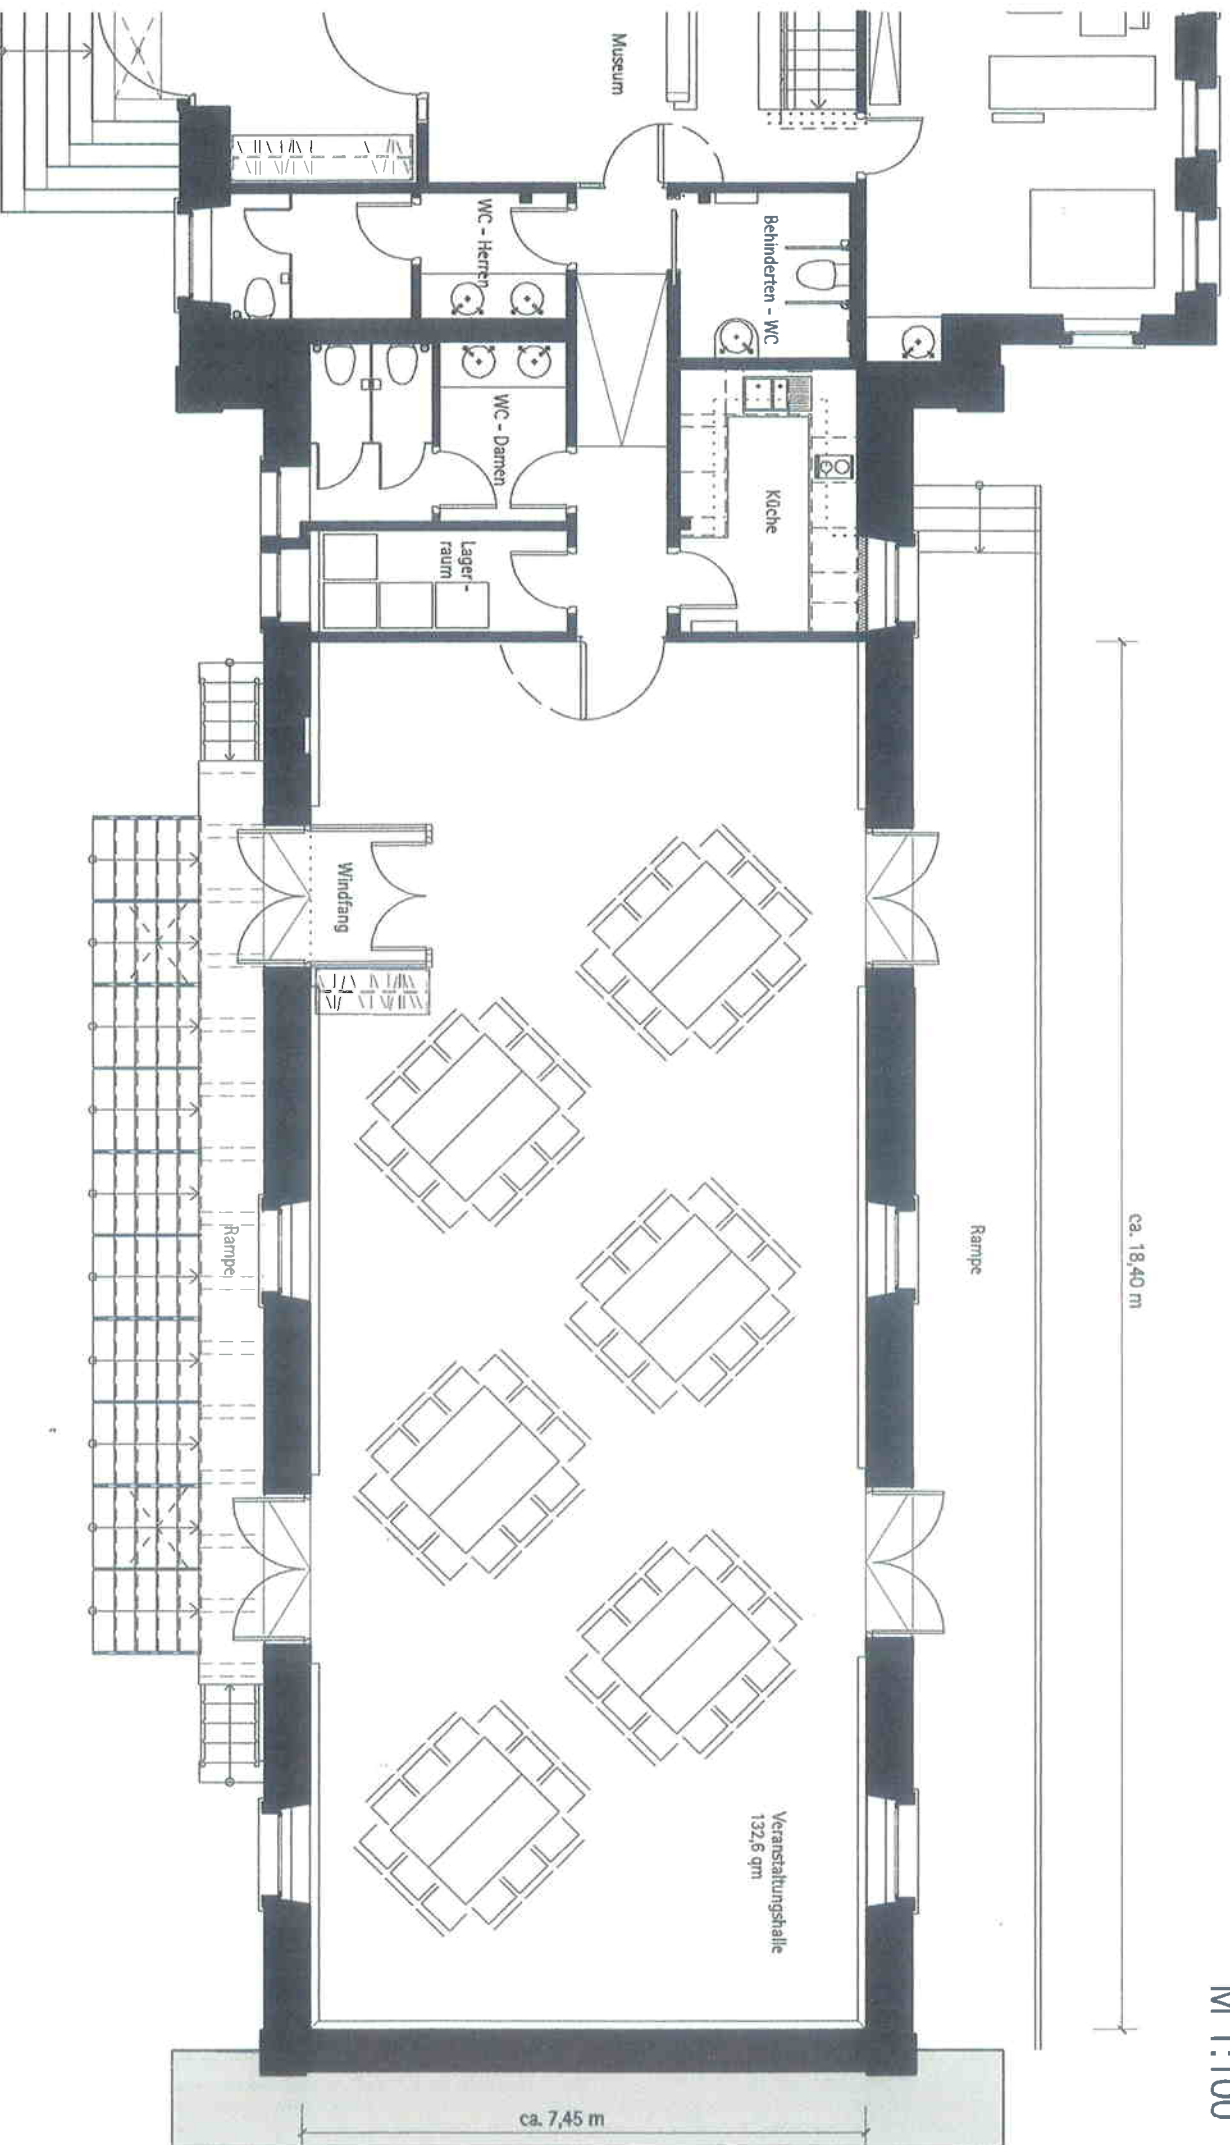 Museum
WC - Herren
Behinderten - WC
WC - Damen
Küche
Lager -
raum
Windfang
Rampe
Rampe
ca. 18,40 m
Veranstaltungshalle
132,6 qm
ca. 7,45 m
M 1:100